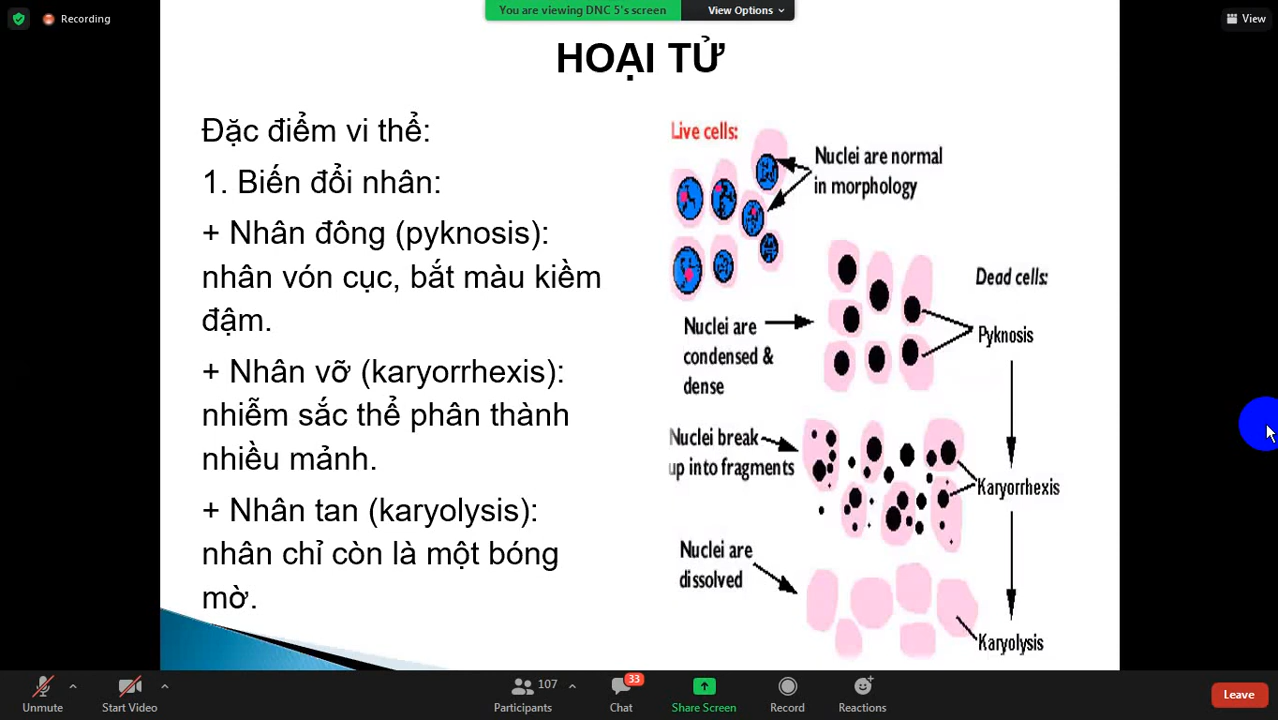 You are viewing DNC 5's screen
View Options
Recording
View
HOẠI TỬ
Đặc điểm vi thể:
1. Biến đổi nhân:
+ Nhân đông (pyknosis):
nhân vón cục, bắt màu kiềm
đậm.
+ Nhân vỡ (karyorrhexis):
nhiễm sắc thể phân thành
nhiều mảnh.
+ Nhân tan (karyolysis):
nhân chỉ còn là một bóng
mờ.
Live cells:
Nuclei are normal
in morphology
Dead cells:
Nuclei are
condensed &
dense
Pyknosis
Nuclei break
up into fragments
Karyorrhexis
Nuclei are
dissolved
Karyolysis
Unmute
Start Video
107
Participants
33
Chat
Share Screen
Record
Reactions
Leave